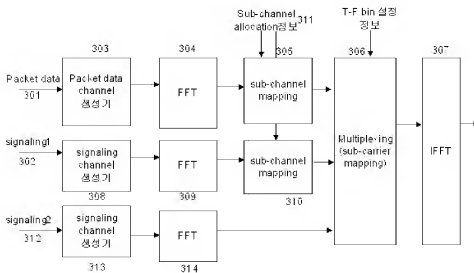 Sub-channel
allocation정보 311
T-F bin 설정
정보
303
304
305
306
307
Packet data
301
Packet data
channel
생성기
FFT
sub-channel
mapping
Multiplexing
(sub-carrier
mapping)
IFFT
signaling1
302
signaling
channel
생성기
FFT
sub-channel
mapping
308
309
310
signaling2
312
signaling
channel
생성기
FFT
313
314